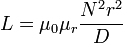 L = μ₀μᵣ N²r² / D